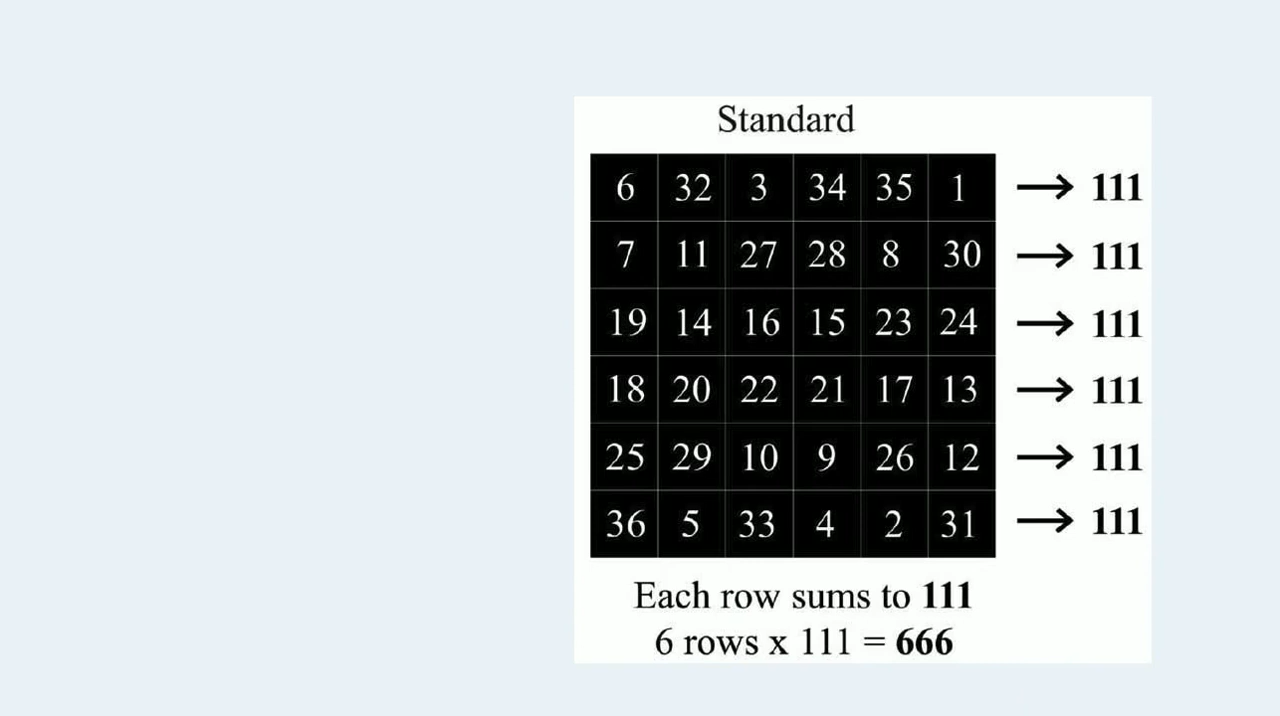 Standard
6 32 3 34 35 1 → 111
7 11 27 28 8 30 → 111
19 14 16 15 23 24 → 111
18 20 22 21 17 13 → 111
25 29 10 9 26 12 → 111
36 5 33 4 2 31 → 111
Each row sums to 111
6 rows x 111 = 666